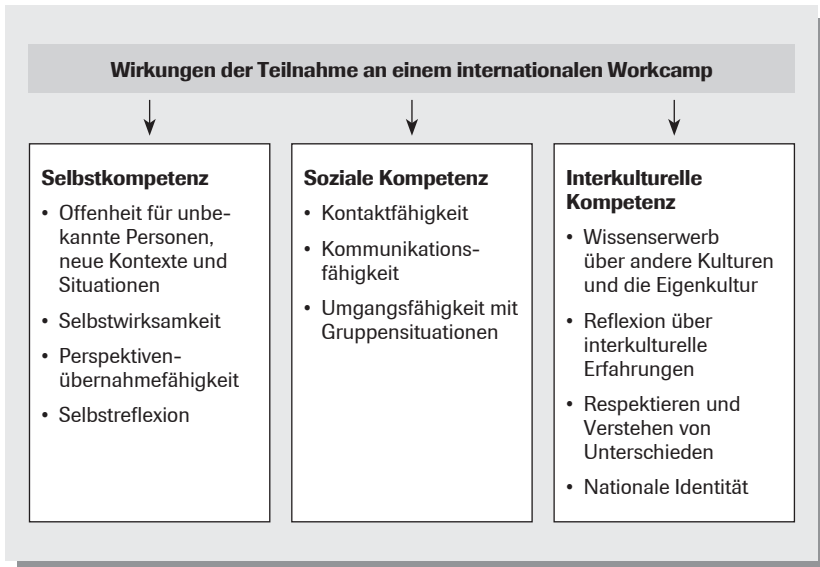 Wirkungen der Teilnahme an einem internationalen Workcamp
Selbstkompetenz
• Offenheit für unbe-
kannte Personen,
neue Kontexte und
Situationen
• Selbstwirksamkeit
• Perspektiven-
übernahmefähigkeit
• Selbstreflexion
Soziale Kompetenz
• Kontaktfähigkeit
• Kommunikations-
fähigkeit
• Umgangsfähigkeit mit
Gruppensituationen
Interkulturelle
Kompetenz
• Wissenserwerb
über andere Kulturen
und die Eigenkultur
• Reflexion über
interkulturelle
Erfahrungen
• Respektieren und
Verstehen von
Unterschieden
• Nationale Identität